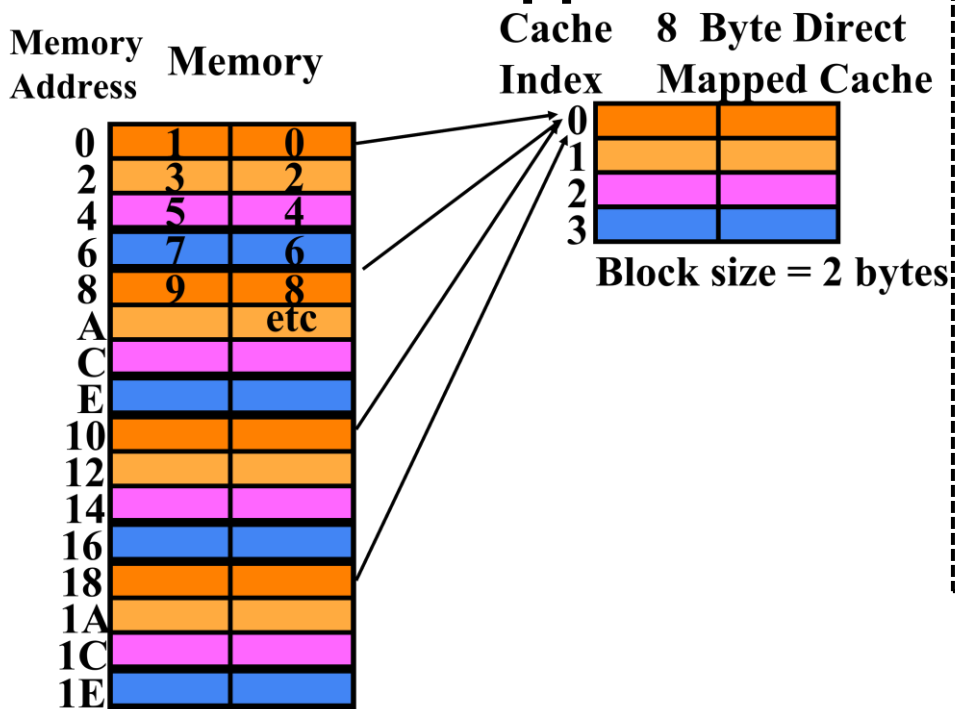 Memory Address
Memory
0 1 0
2 3 2
4 5 4
6 7 6
8 9 8
A etc
C
E
10
12
14
16
18
1A
1C
1E
Cache Index
8 Byte Direct Mapped Cache
0
1
2
3
Block size = 2 bytes